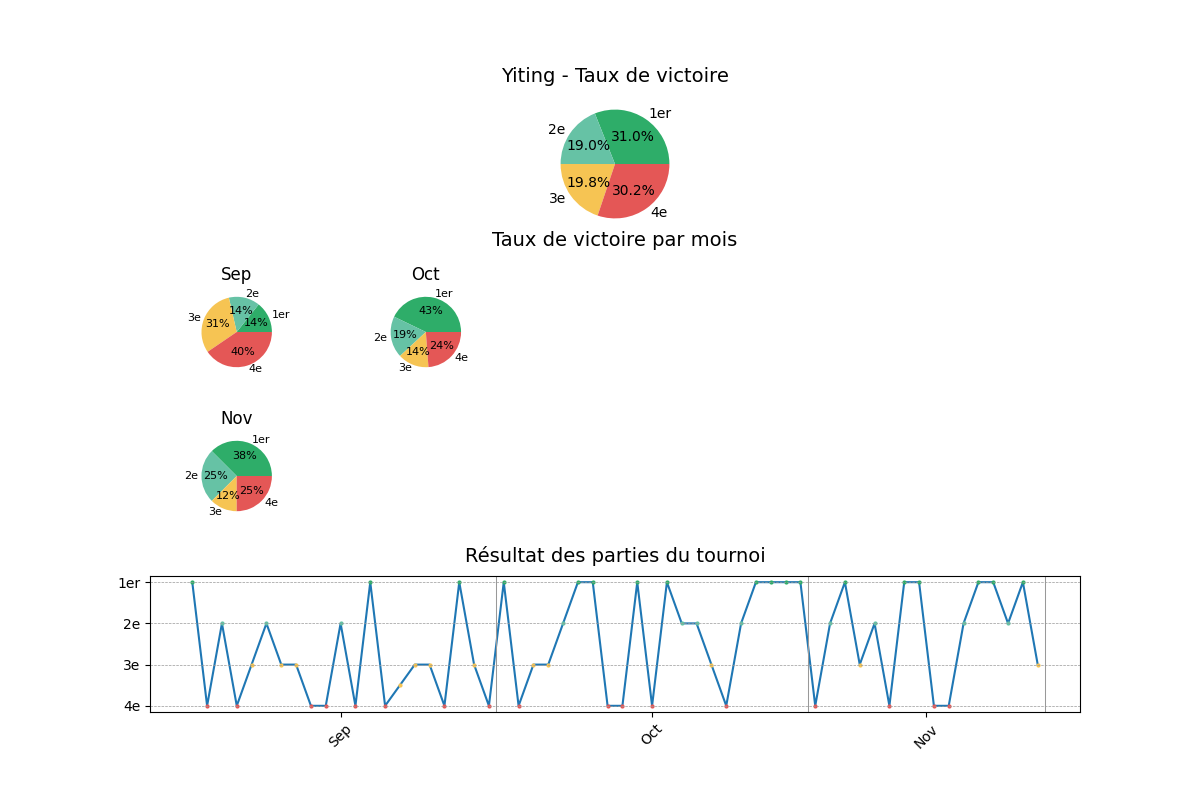 Yiting - Taux de victoire
1er
2e
31.0%
19.0%
19.8%
30.2%
3e
4e
Taux de victoire par mois
Sep
2e
1er
3e
14%
14%
31%
40%
4e
Oct
1er
43%
2e
19%
14%
24%
3e
4e
Nov
1er
38%
2e
25%
12%
25%
3e
4e
Résultat des parties du tournoi
1er
2e
3e
4e
Sep
Oct
Nov